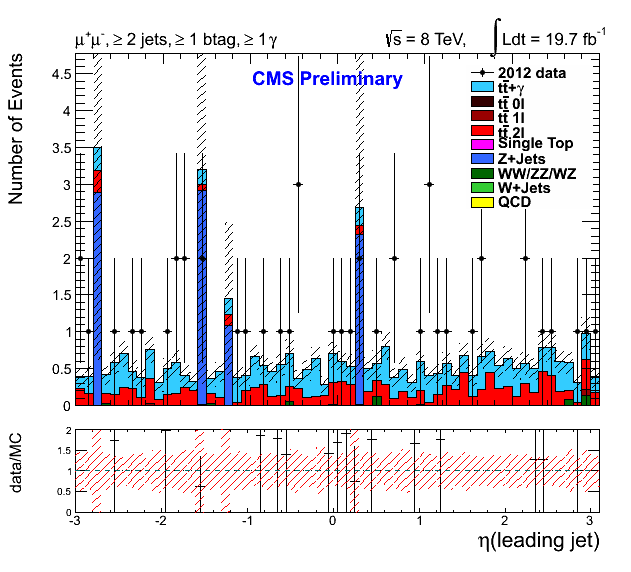 μ⁺μ⁻, ≥ 2 jets, ≥ 1 btag, ≥ 1 γ
√s = 8 TeV, ∫ Ldt = 19.7 fb⁻¹
CMS Preliminary
2012 data
tt̄+γ
tt̄ 0l
tt̄ 1l
tt̄ 2l
Single Top
Z+Jets
WW/ZZ/WZ
W+Jets
QCD
Number of Events
4.5
4
3.5
3
2.5
2
1.5
1
0.5
0
data/MC
2
1.5
1
0.5
0
-3 -2 -1 0 1 2 3
η(leading jet)